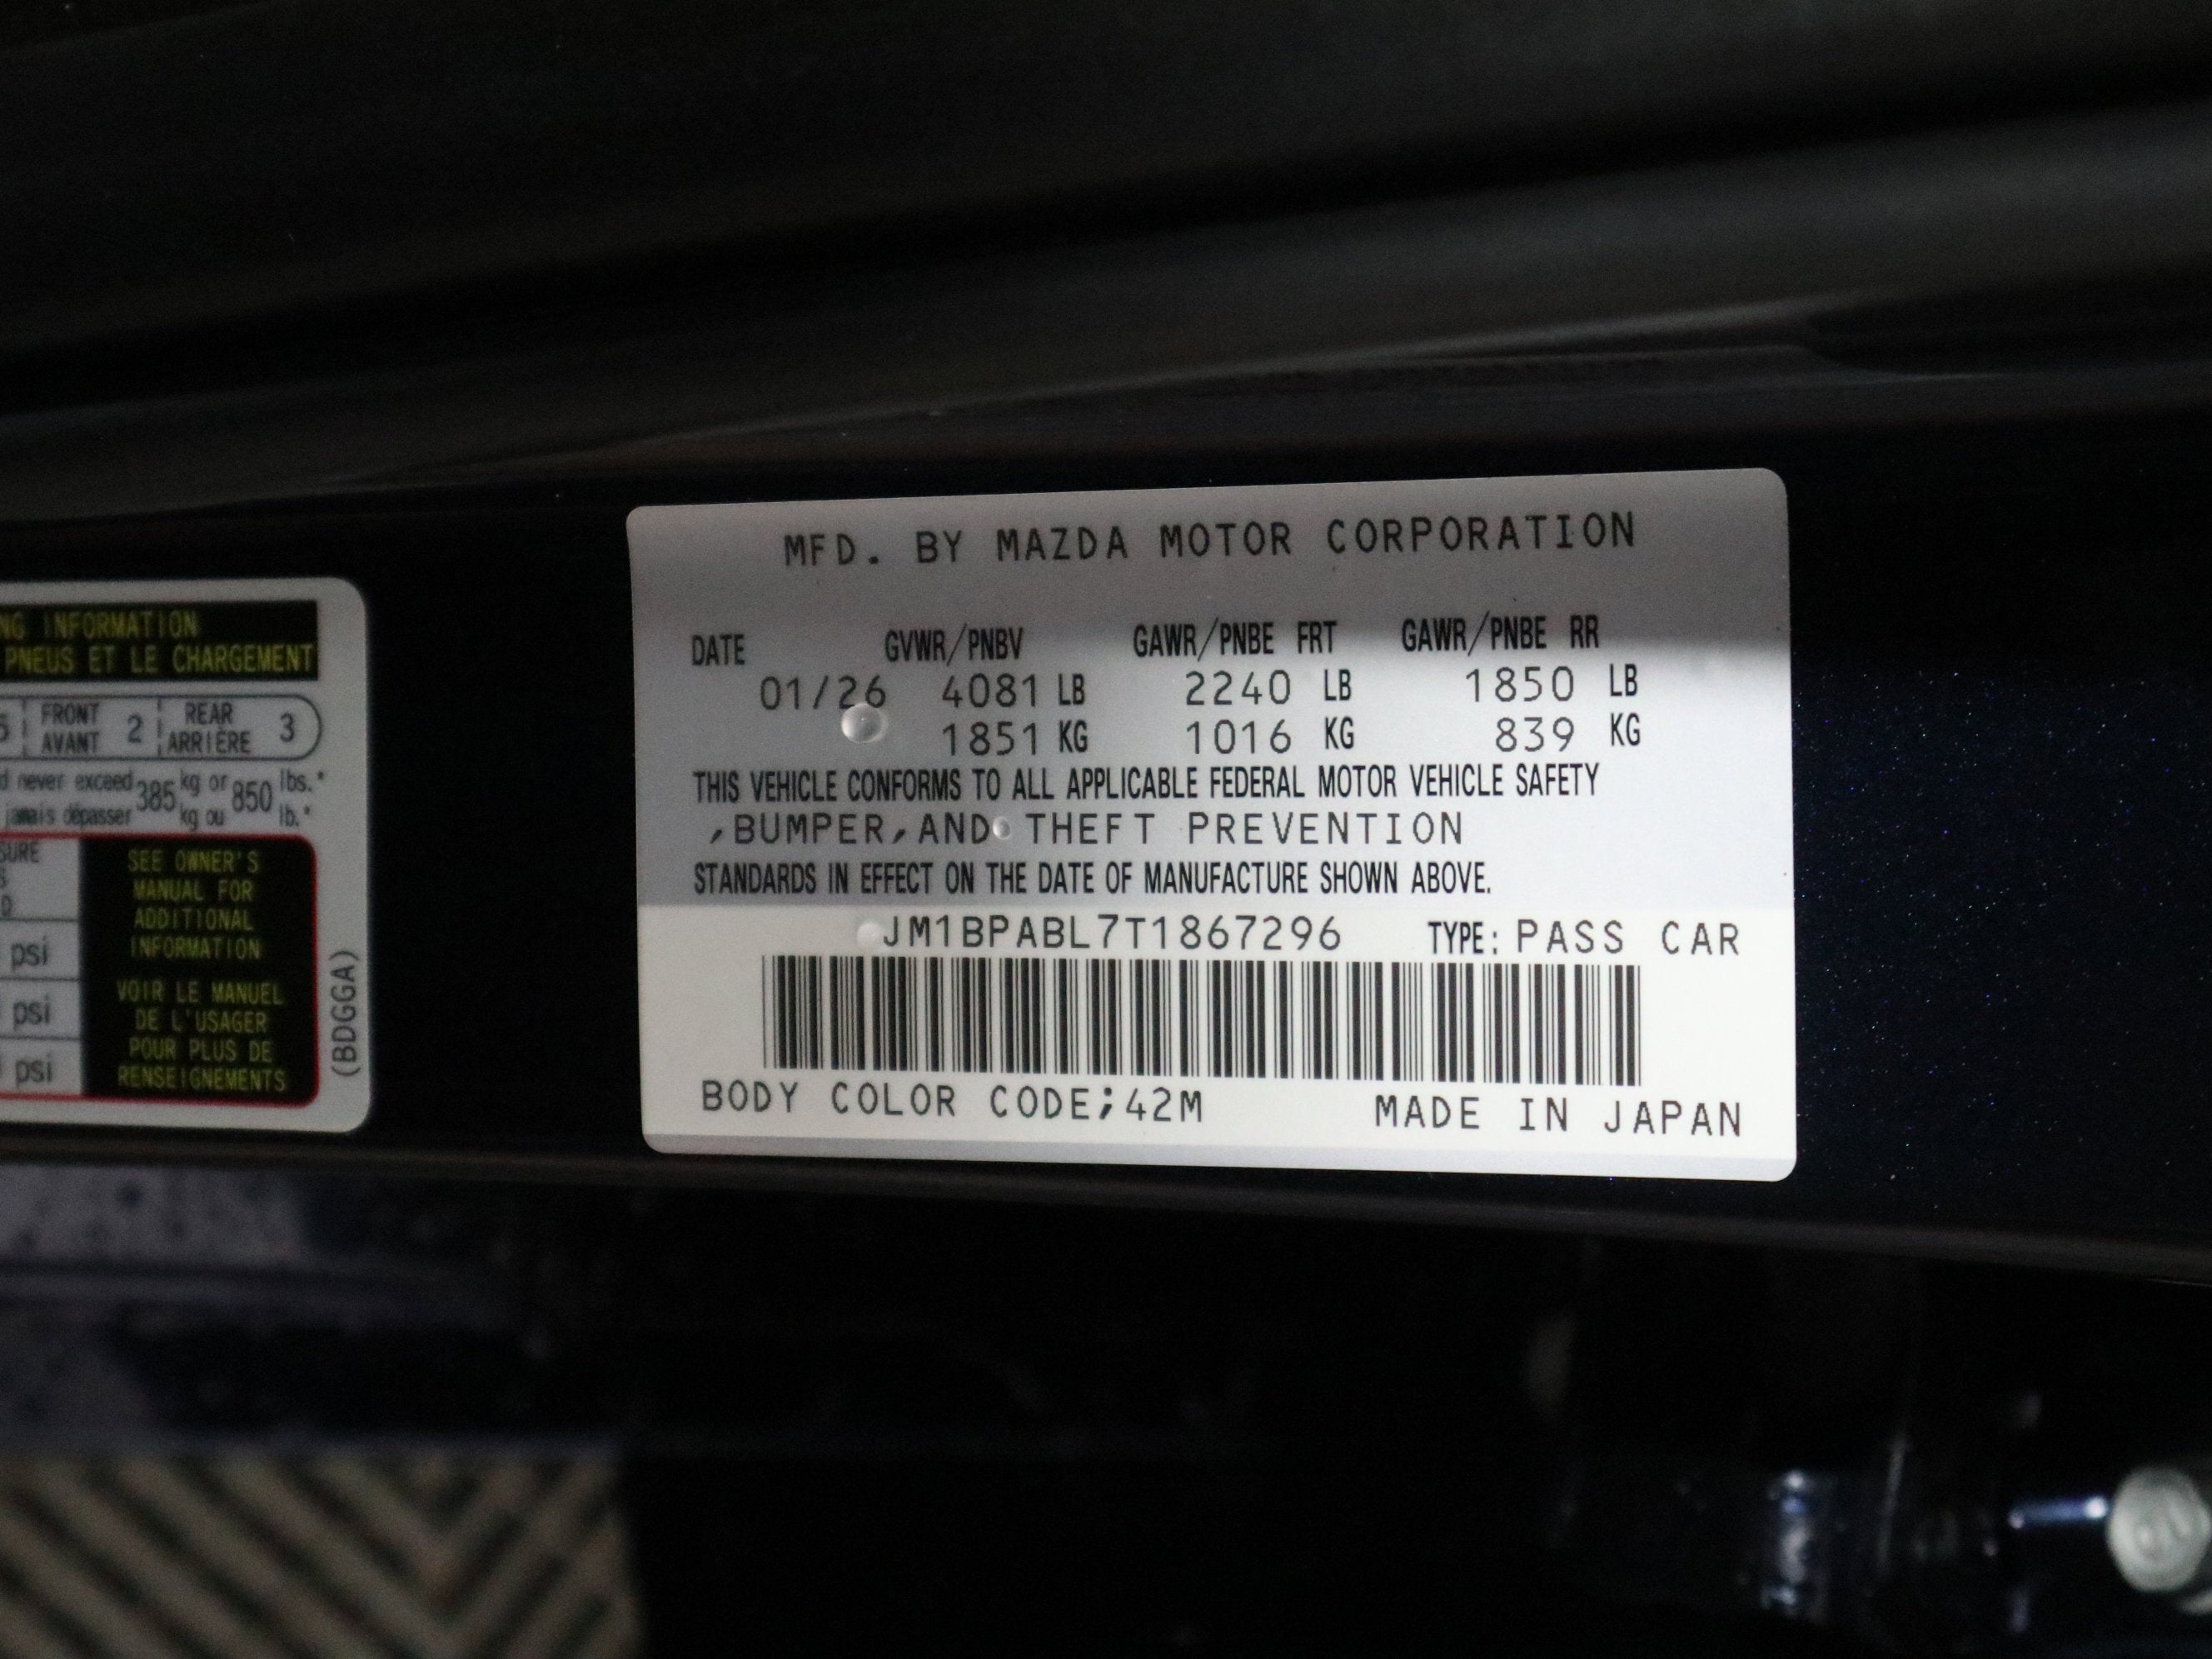 NG INFORMATION
PNEUS ET LE CHARGEMENT
5 FRONT AVANT 2 REAR ARRIÈRE 3
d never exceed 385 kg or 850 lbs.*
jamais dépasser kg ou lb.*
SURE
S
D
psi
psi
psi
SEE OWNER'S
MANUAL FOR
ADDITIONAL
INFORMATION
VOIR LE MANUEL
DE L'USAGER
POUR PLUS DE
RENSEIGNEMENTS
(BDGGA)
MFD. BY MAZDA MOTOR CORPORATION
DATE GVWR/PNBV GAWR/PNBE FRT GAWR/PNBE RR
01/26 4081 LB 2240 LB 1850 LB
1851 KG 1016 KG 839 KG
THIS VEHICLE CONFORMS TO ALL APPLICABLE FEDERAL MOTOR VEHICLE SAFETY
,BUMPER,AND THEFT PREVENTION
STANDARDS IN EFFECT ON THE DATE OF MANUFACTURE SHOWN ABOVE.
JM1BPABL7T1867296 TYPE: PASS CAR
BODY COLOR CODE;42M MADE IN JAPAN